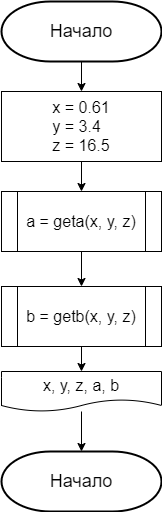 Начало
x = 0.61
y = 3.4
z = 16.5
a = geta(x, y, z)
b = getb(x, y, z)
x, y, z, a, b
Начало